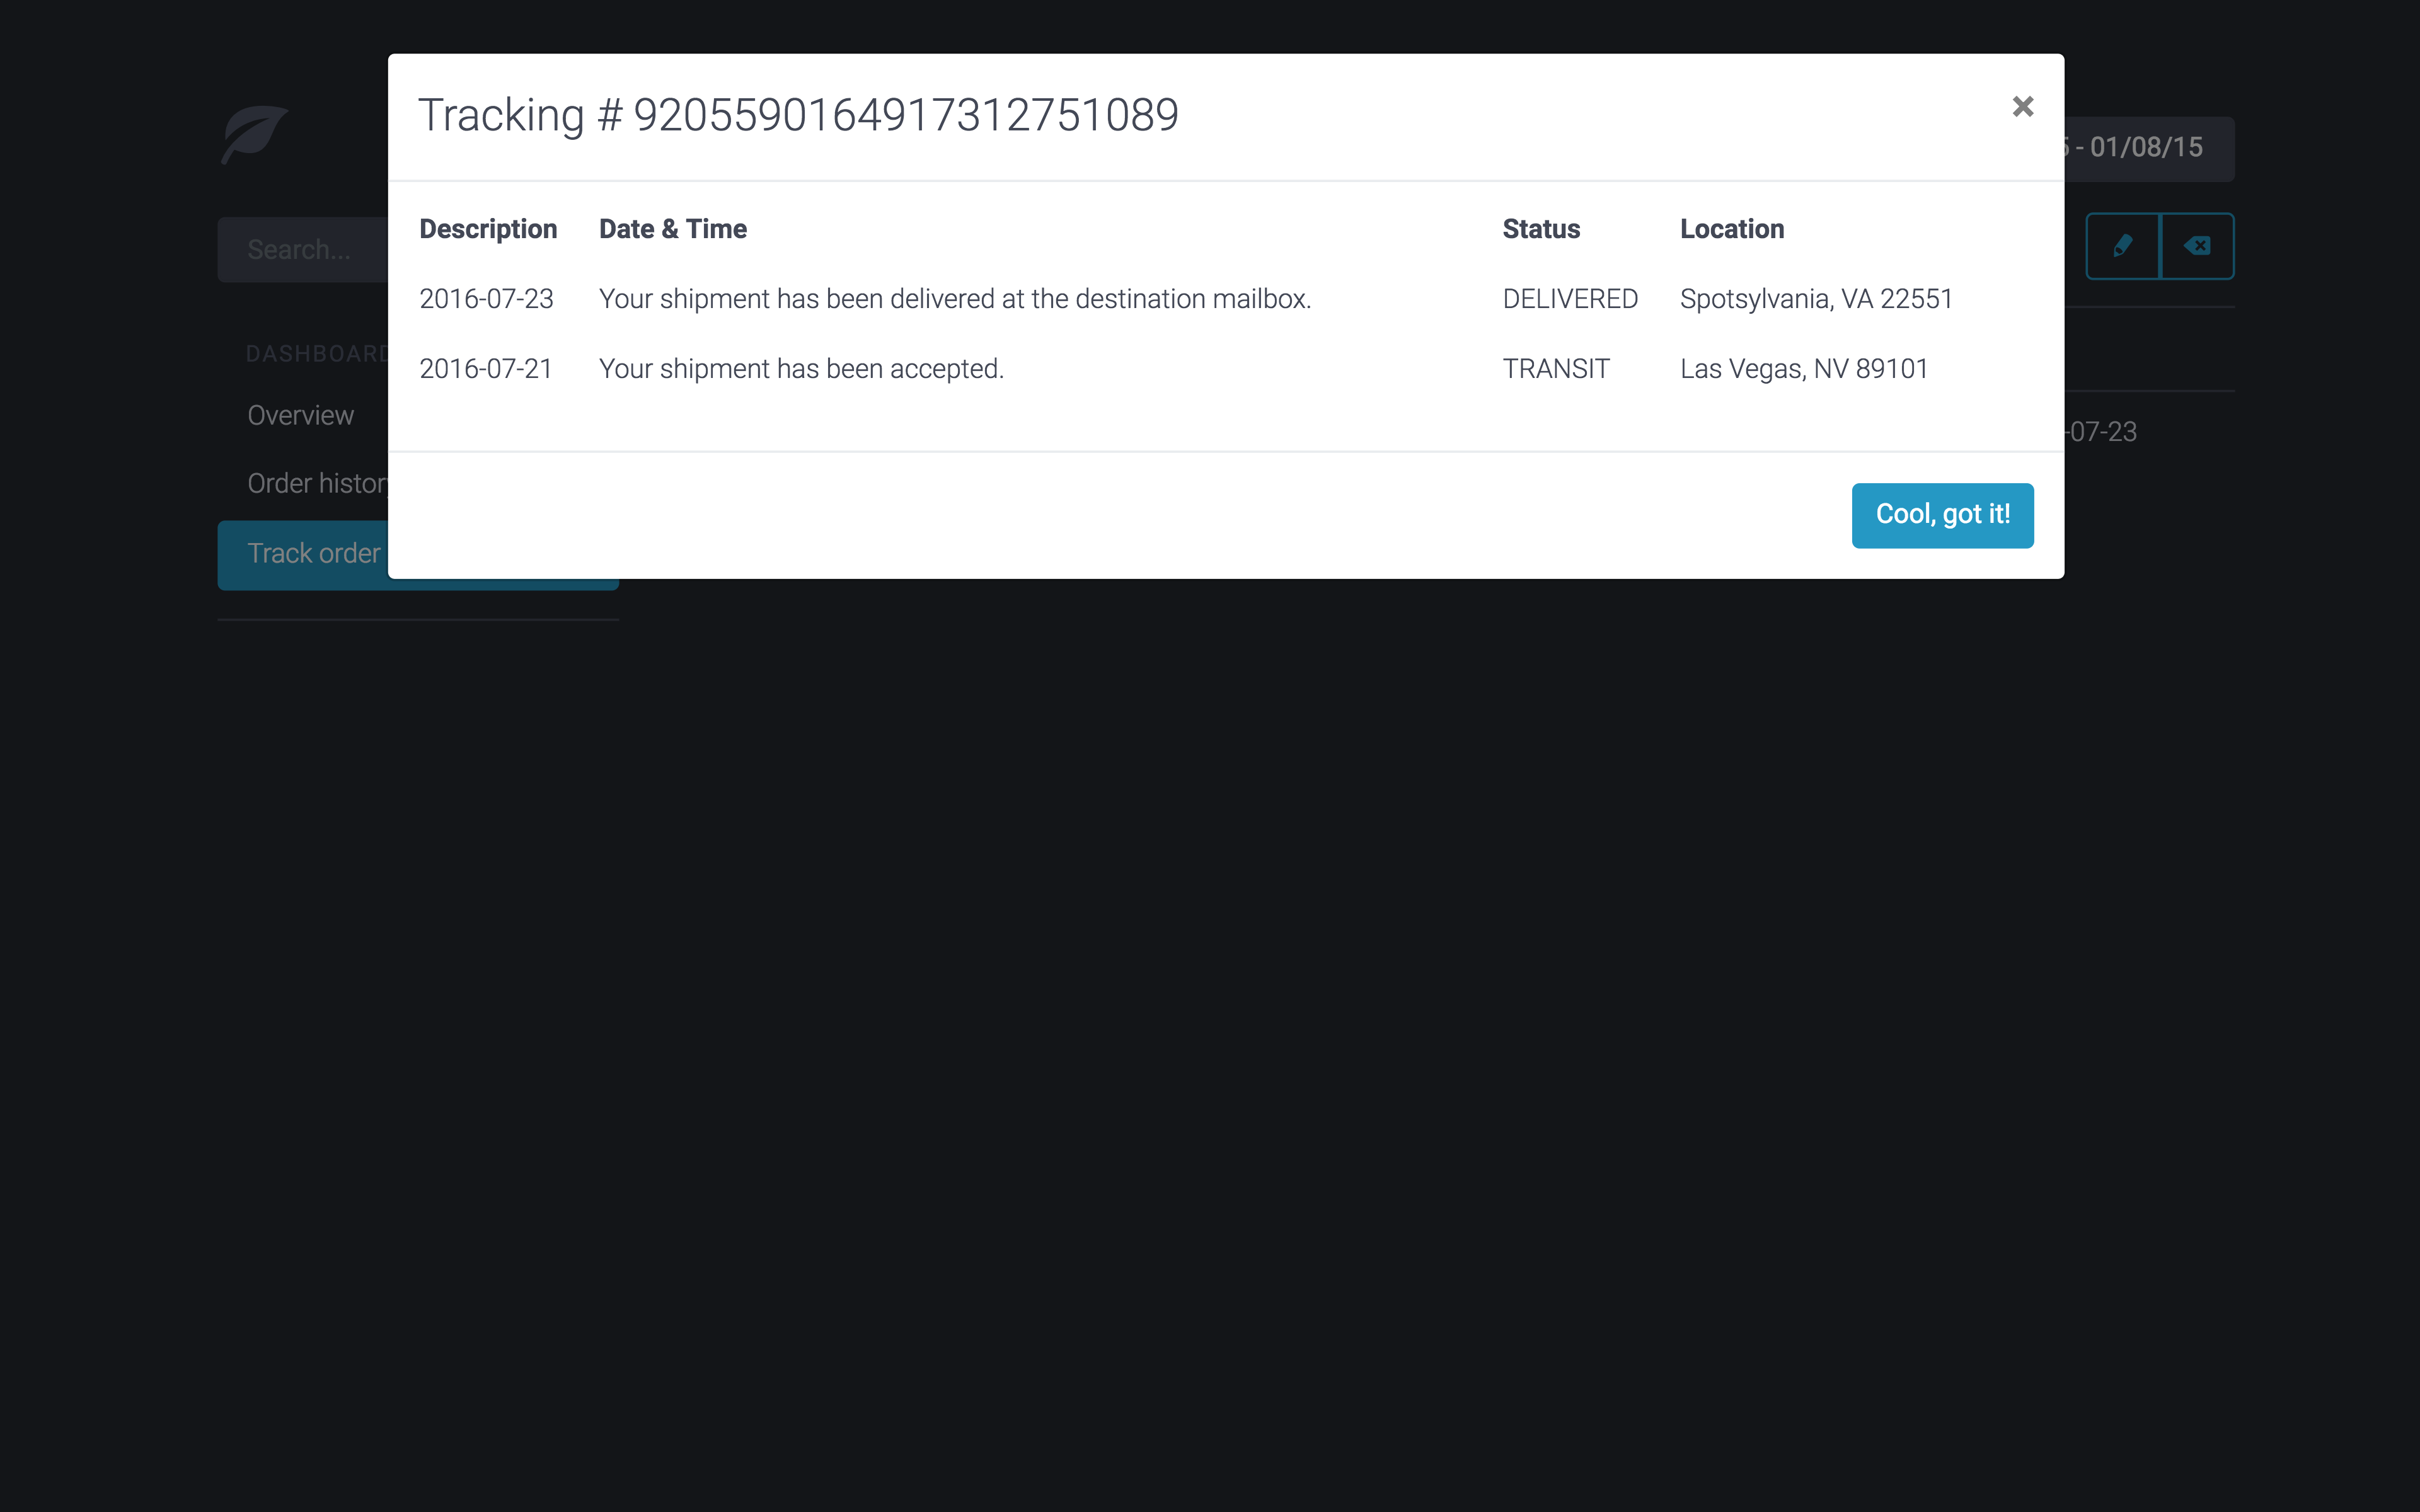 Tracking # 9205590164917312751089
- 01/08/15
Search...
Description Date & Time Status Location
2016-07-23 Your shipment has been delivered at the destination mailbox. DELIVERED Spotsylvania, VA 22551
DASHBOARD
2016-07-21 Your shipment has been accepted. TRANSIT Las Vegas, NV 89101
Overview
-07-23
Order history
Cool, got it!
Track order